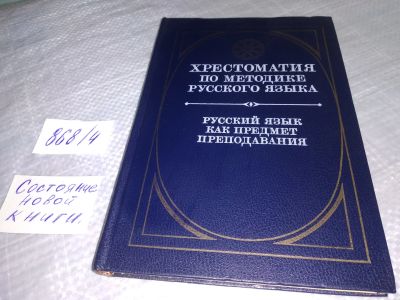 ХРЕСТОМАТИЯ
ПО МЕТОДИКЕ
РУССКОГО ЯЗЫКА
РУССКИЙ ЯЗЫК
КАК ПРЕДМЕТ
ПРЕПОДАВАНИЯ
868/4
Состояние
новой
книги.